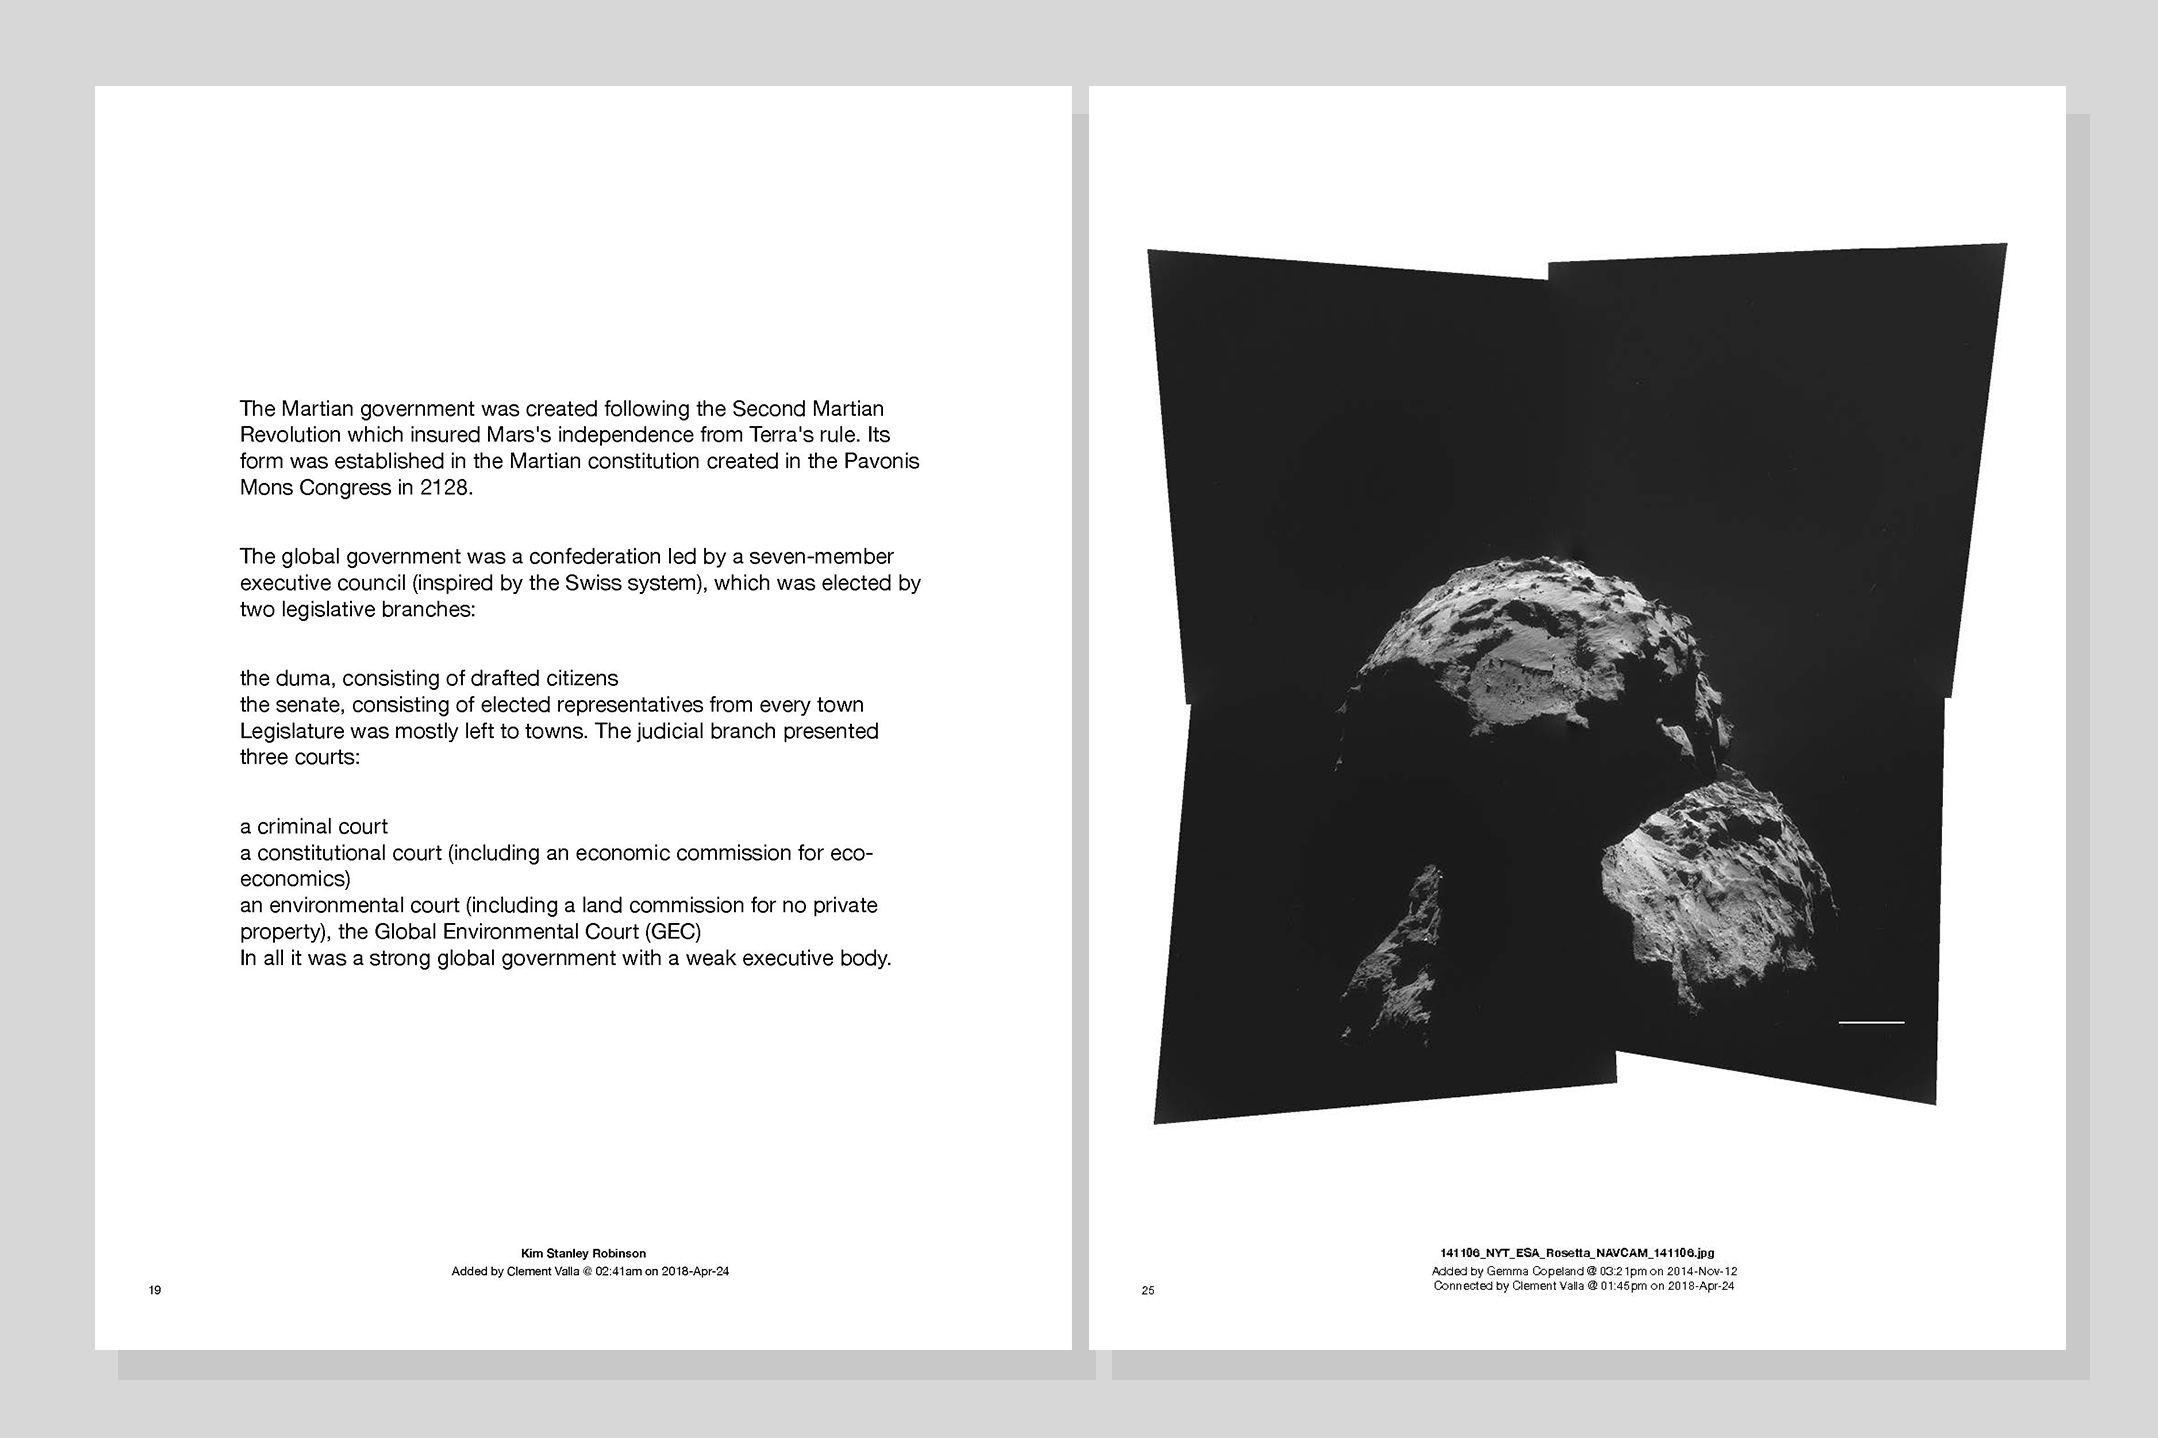 The Martian government was created following the Second Martian
Revolution which insured Mars's independence from Terra's rule. Its
form was established in the Martian constitution created in the Pavonis
Mons Congress in 2128.
The global government was a confederation led by a seven-member
executive council (inspired by the Swiss system), which was elected by
two legislative branches:
the duma, consisting of drafted citizens
the senate, consisting of elected representatives from every town
Legislature was mostly left to towns. The judicial branch presented
three courts:
a criminal court
a constitutional court (including an economic commission for eco-
economics)
an environmental court (including a land commission for no private
property), the Global Environmental Court (GEC)
In all it was a strong global government with a weak executive body.
Kim Stanley Robinson
Added by Clement Valla @ 02:41am on 2018-Apr-24
19
141106_NYT_ESA_Rosetta_NAVCAM_141106.jpg
Added by Gemma Copeland @ 03:21pm on 2014-Nov-12
Connected by Clement Valla @ 01:45pm on 2018-Apr-24
25